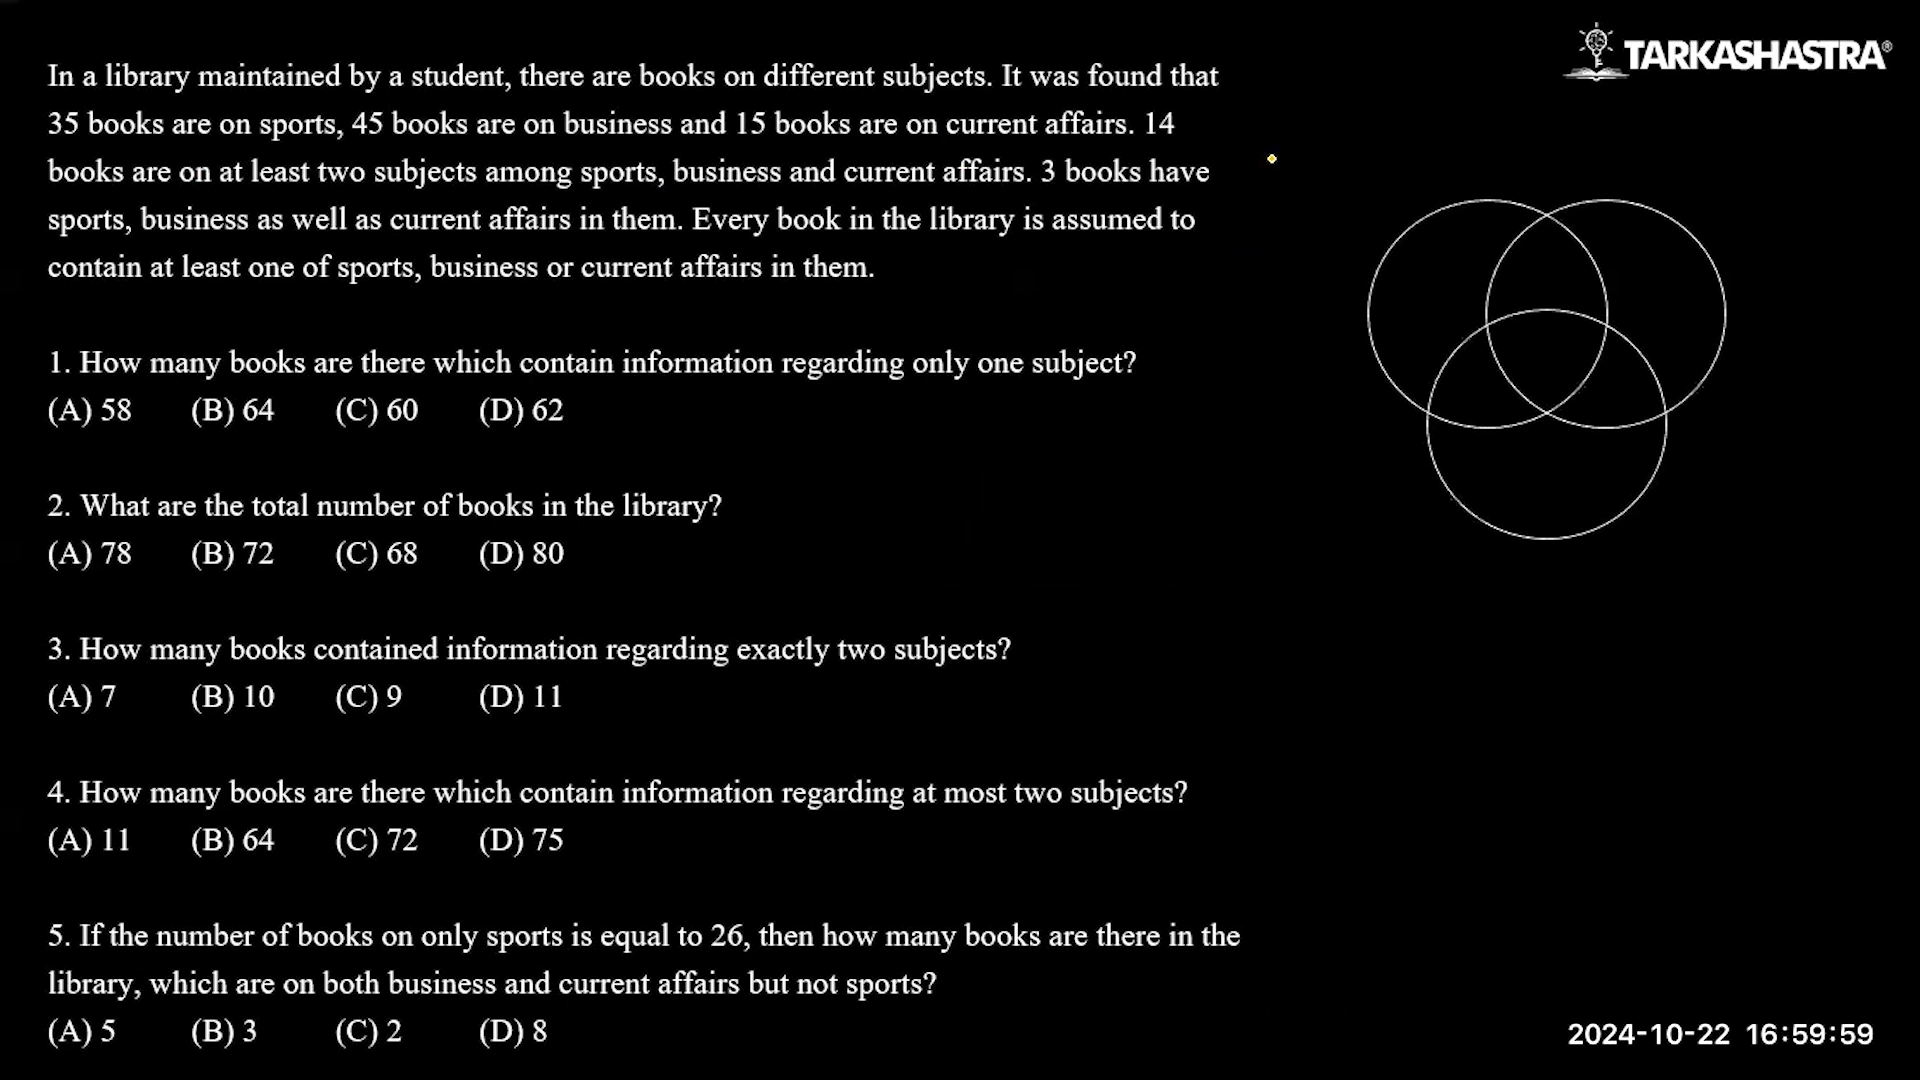 TARKASHASTRA®
In a library maintained by a student, there are books on different subjects. It was found that
35 books are on sports, 45 books are on business and 15 books are on current affairs. 14
books are on at least two subjects among sports, business and current affairs. 3 books have
sports, business as well as current affairs in them. Every book in the library is assumed to
contain at least one of sports, business or current affairs in them.
1. How many books are there which contain information regarding only one subject?
(A) 58 (B) 64 (C) 60 (D) 62
2. What are the total number of books in the library?
(A) 78 (B) 72 (C) 68 (D) 80
3. How many books contained information regarding exactly two subjects?
(A) 7 (B) 10 (C) 9 (D) 11
4. How many books are there which contain information regarding at most two subjects?
(A) 11 (B) 64 (C) 72 (D) 75
5. If the number of books on only sports is equal to 26, then how many books are there in the
library, which are on both business and current affairs but not sports?
(A) 5 (B) 3 (C) 2 (D) 8
2024-10-22 16:59:59